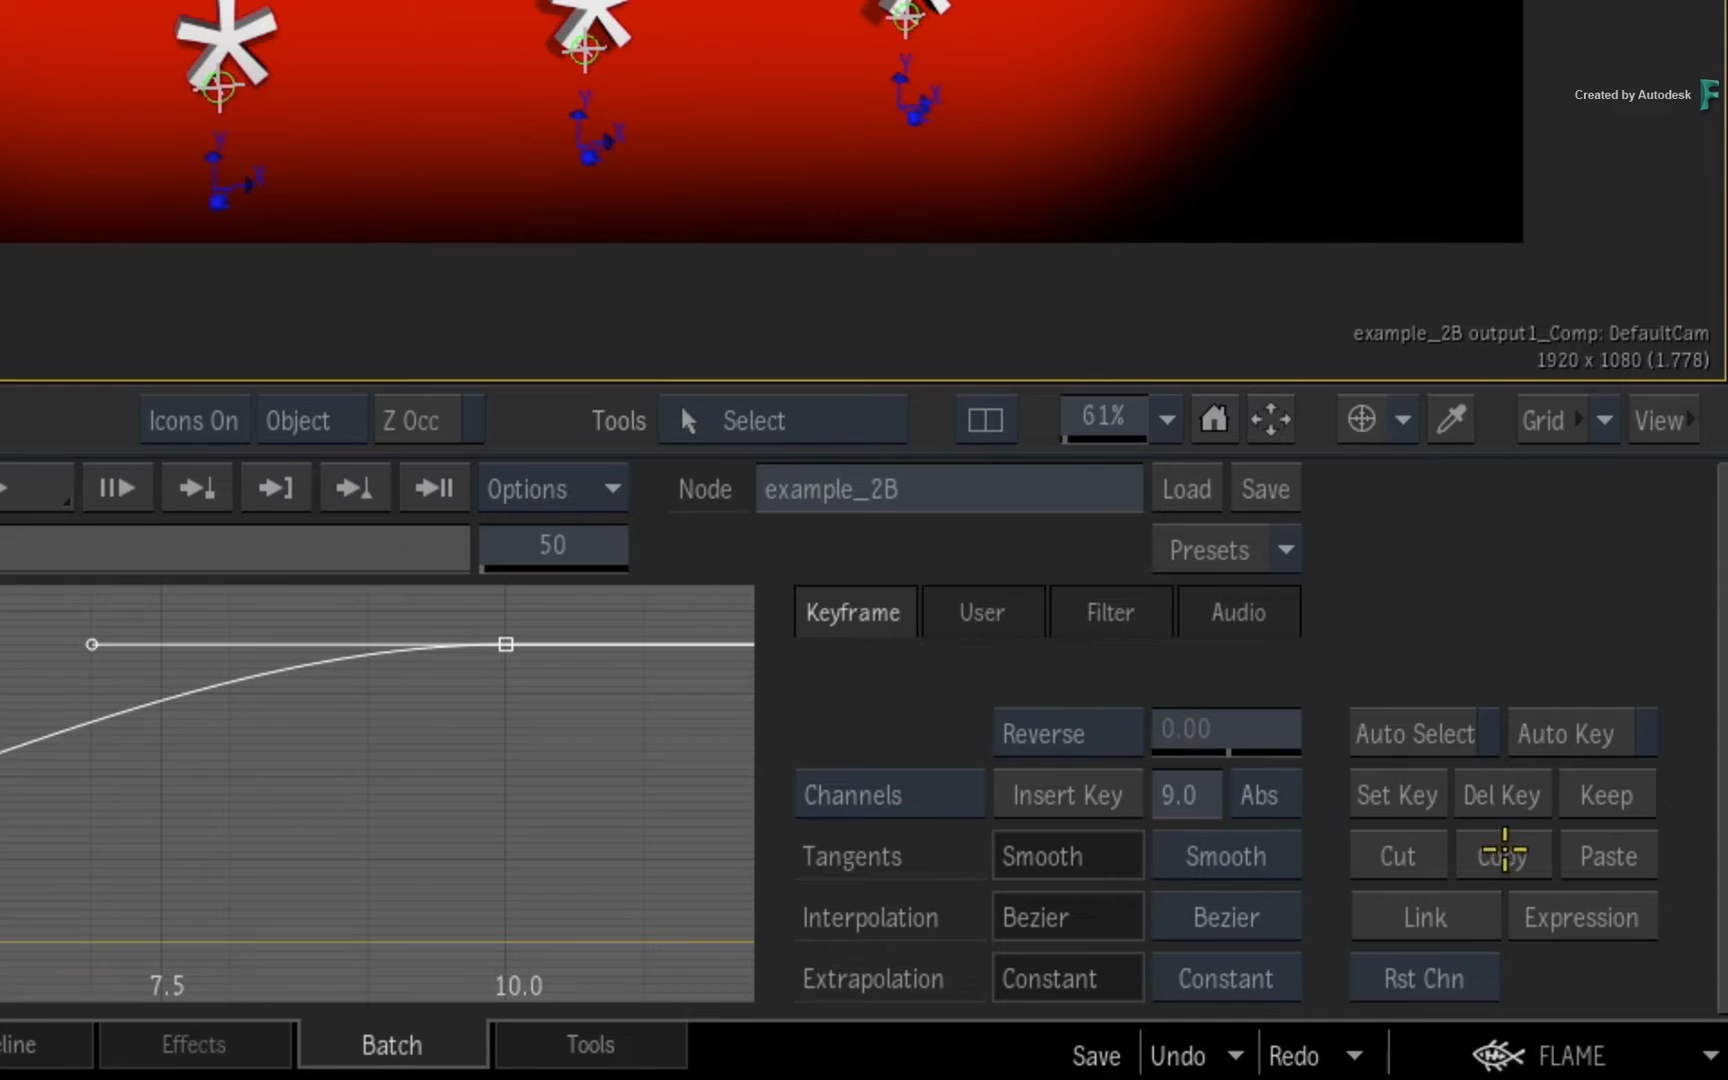 Created by Autodesk
Y
X
Y
X
Y
X
example_2B output1_Comp: DefaultCam
1920 x 1080 (1.778)
Icons On Object Z Occ Tools Select 61% Grid View
Options Node example_2B Load Save
50 Presets
Keyframe User Filter Audio
Reverse 0.00 Auto Select Auto Key
Channels Insert Key 9.0 Abs Set Key Del Key Keep
Tangents Smooth Smooth Cut Copy Paste
Interpolation Bezier Bezier Link Expression
7.5 10.0 Extrapolation Constant Constant Rst Chn
line Effects Batch Tools Save Undo Redo FLAME